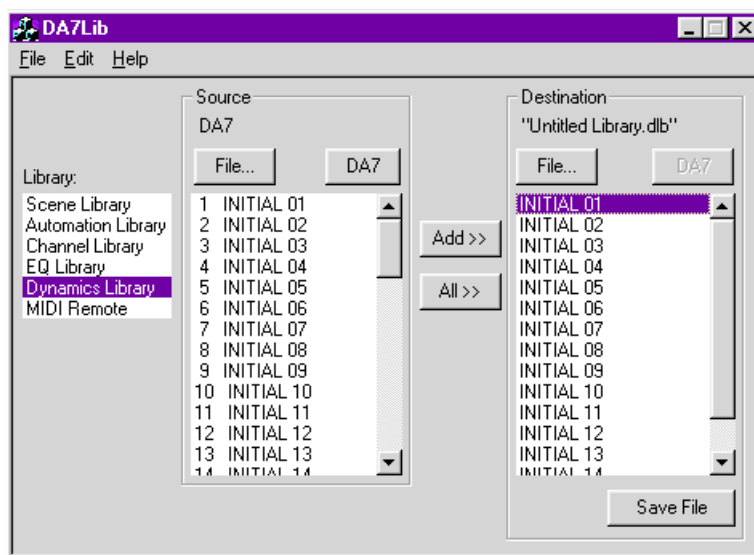 DA7Lib
File Edit Help
Library:
Scene Library
Automation Library
Channel Library
EQ Library
Dynamics Library
MIDI Remote
Source
DA7
File... DA7
1 INITIAL 01
2 INITIAL 02
3 INITIAL 03
4 INITIAL 04
5 INITIAL 05
6 INITIAL 06
7 INITIAL 07
8 INITIAL 08
9 INITIAL 09
10 INITIAL 10
11 INITIAL 11
12 INITIAL 12
13 INITIAL 13
14 INITIAL 14
Add >>
All >>
Destination
"Untitled Library.dlb"
File... DA7
INITIAL 01
INITIAL 02
INITIAL 03
INITIAL 04
INITIAL 05
INITIAL 06
INITIAL 07
INITIAL 08
INITIAL 09
INITIAL 10
INITIAL 11
INITIAL 12
INITIAL 13
INITIAL 14
Save File